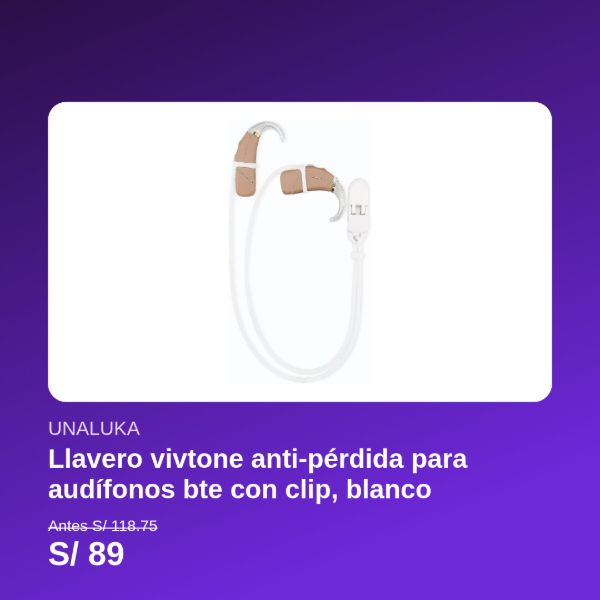 UNALUKA
Llavero vivtone anti-pérdida para
audífonos bte con clip, blanco
Antes S/ 118.75
S/ 89